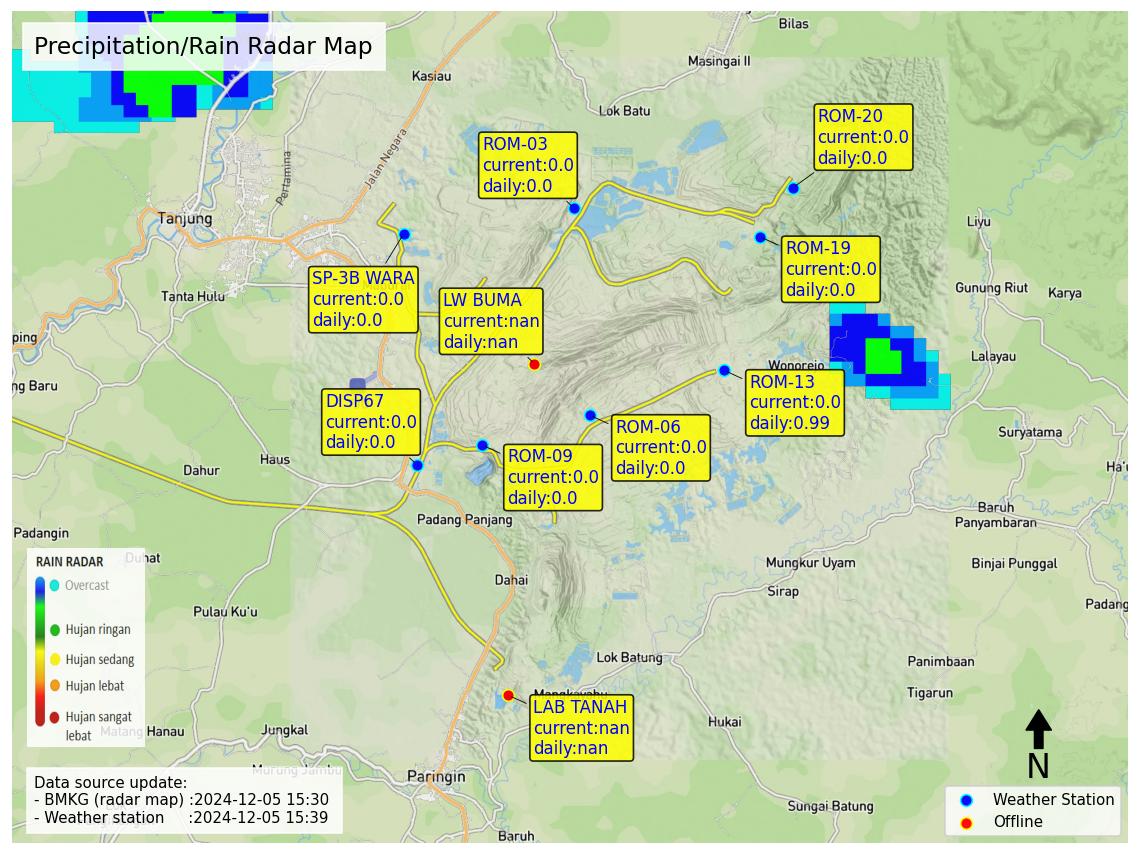 Precipitation/Rain Radar Map
Bilas
Masingai II
Kasiau
Lok Batu
Jalan Negara
Pertamina
Tanjung
ROM-20
current:0.0
daily:0.0
ROM-03
current:0.0
daily:0.0
Liyu
ROM-19
current:0.0
daily:0.0
SP-3B WARA
current:0.0
daily:0.0
Tanta Hulu
LW BUMA
current:nan
daily:nan
Gunung Riut
Karya
ping
Lalayau
Wonorejo
ng Baru
ROM-13
current:0.0
daily:0.99
DISP67
current:0.0
daily:0.0
ROM-06
current:0.0
daily:0.0
Suryatama
Haus
Dahur
ROM-09
current:0.0
daily:0.0
Ha'u
Padang Panjang
Baruh
Panyambaran
Padangin
Duhat
Mungkur Uyam
Binjai Punggal
Dahai
Sirap
Padang
Pulau Ku'u
RAIN RADAR
Overcast
Hujan ringan
Hujan sedang
Hujan lebat
Hujan sangat
lebat
Lok Batung
Panimbaan
Tigarun
Mangkayahu
LAB TANAH
current:nan
daily:nan
Matang Hanau
Jungkal
Hukai
Murung Jambu
Paringin
N
Sungai Batung
Baruh
Data source update:
- BMKG (radar map) :2024-12-05 15:30
- Weather station :2024-12-05 15:39
Weather Station
Offline